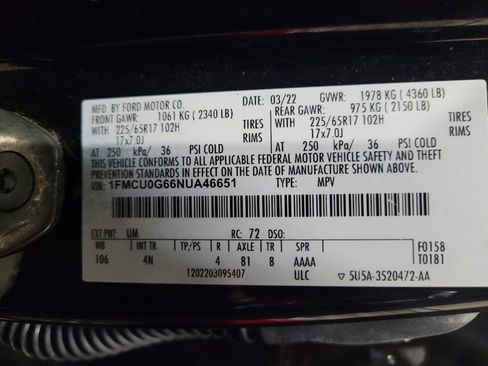 MFD. BY FORD MOTOR CO. DATE: 03/22 GVWR: 1978 KG ( 4360 LB)
FRONT GAWR: 1061 KG ( 2340 LB) REAR GAWR: 975 KG ( 2150 LB)
WITH 225/65R17 102H TIRES WITH 225/65R17 102H TIRES
17x7.0J RIMS 17x7.0J RIMS
AT 250 kPa/ 36 PSI COLD AT 250 kPa/ 36 PSI COLD
THIS VEHICLE CONFORMS TO ALL APPLICABLE FEDERAL MOTOR VEHICLE SAFETY, BUMPER, AND THEFT
PREVENTION STANDARDS IN EFFECT ON THE DATE OF MANUFACTURE SHOWN ABOVE.
VIN: 1FMCU0G66NUA46651 TYPE: MPV
EXT PNT: UM RC: 72 DSO: F0158
WB INT TR TP/PS R AXLE TR SPR T0181
106 4N 4 81 8 AAAA
1202203095407 ULC ▽ 5U5A-3520472-AA